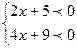 2x + 5 ≺ 0
4x + 9 ≺ 0